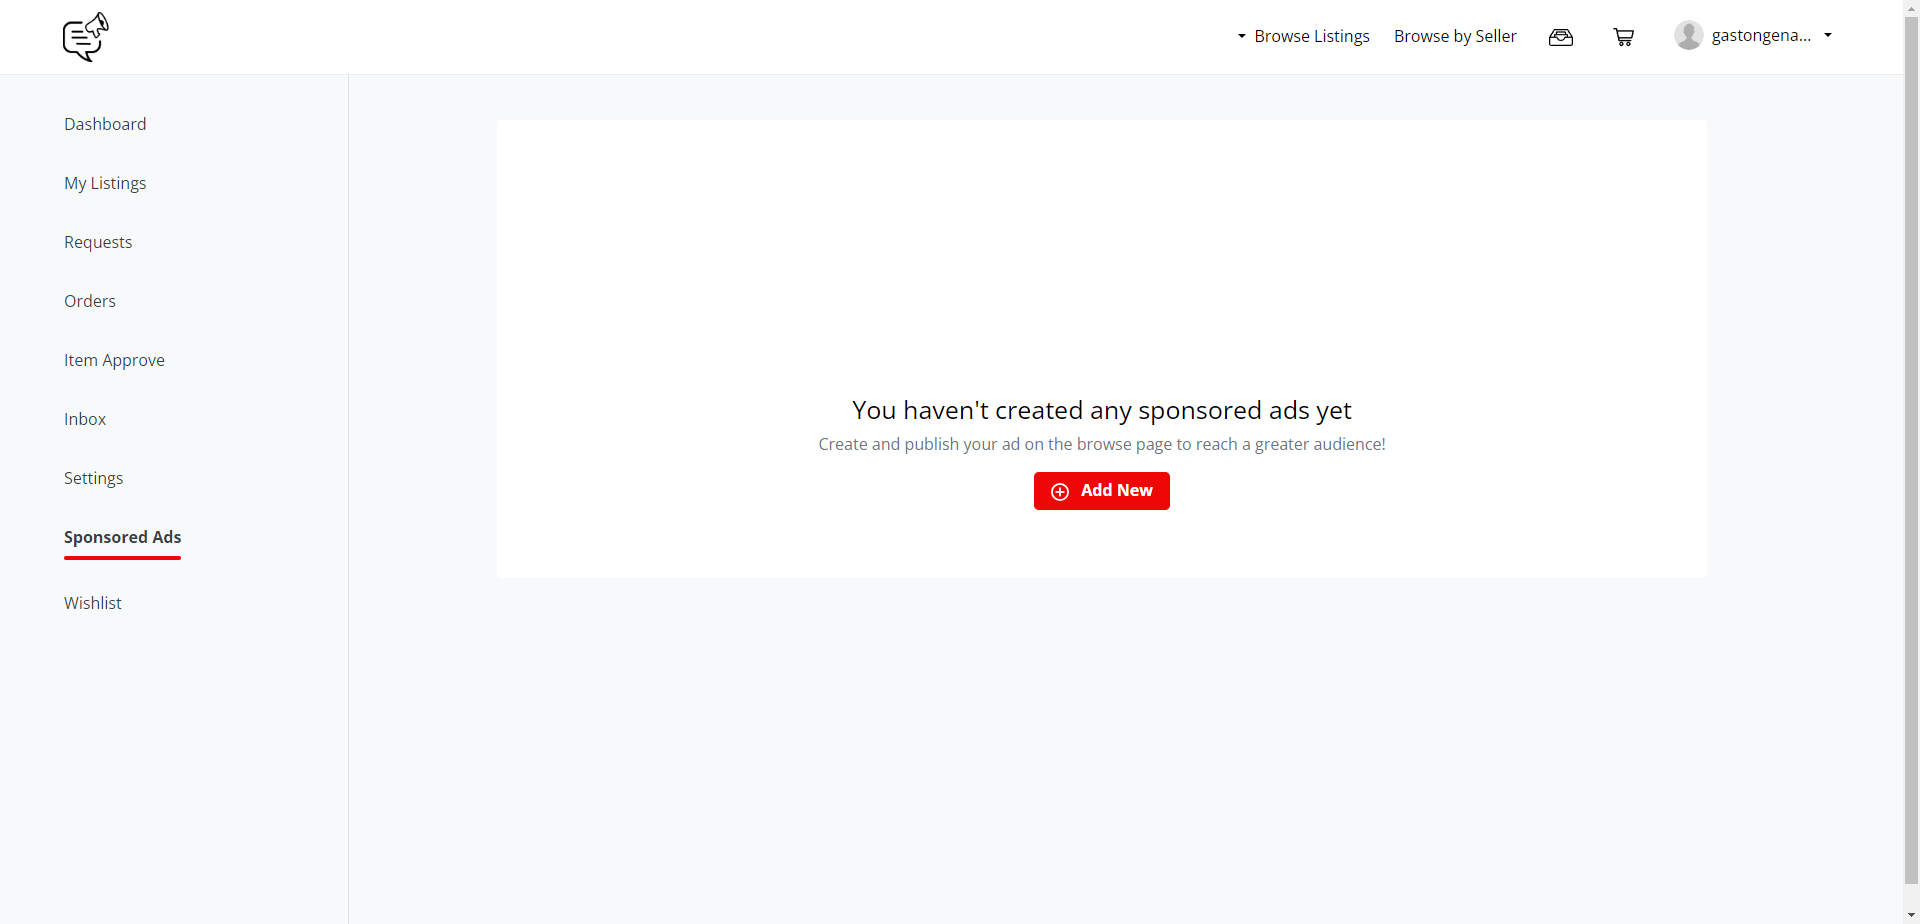 Browse Listings
Browse by Seller
gastongena...
Dashboard
My Listings
Requests
Orders
Item Approve
Inbox
Settings
Sponsored Ads
Wishlist
You haven't created any sponsored ads yet
Create and publish your ad on the browse page to reach a greater audience!
Add New